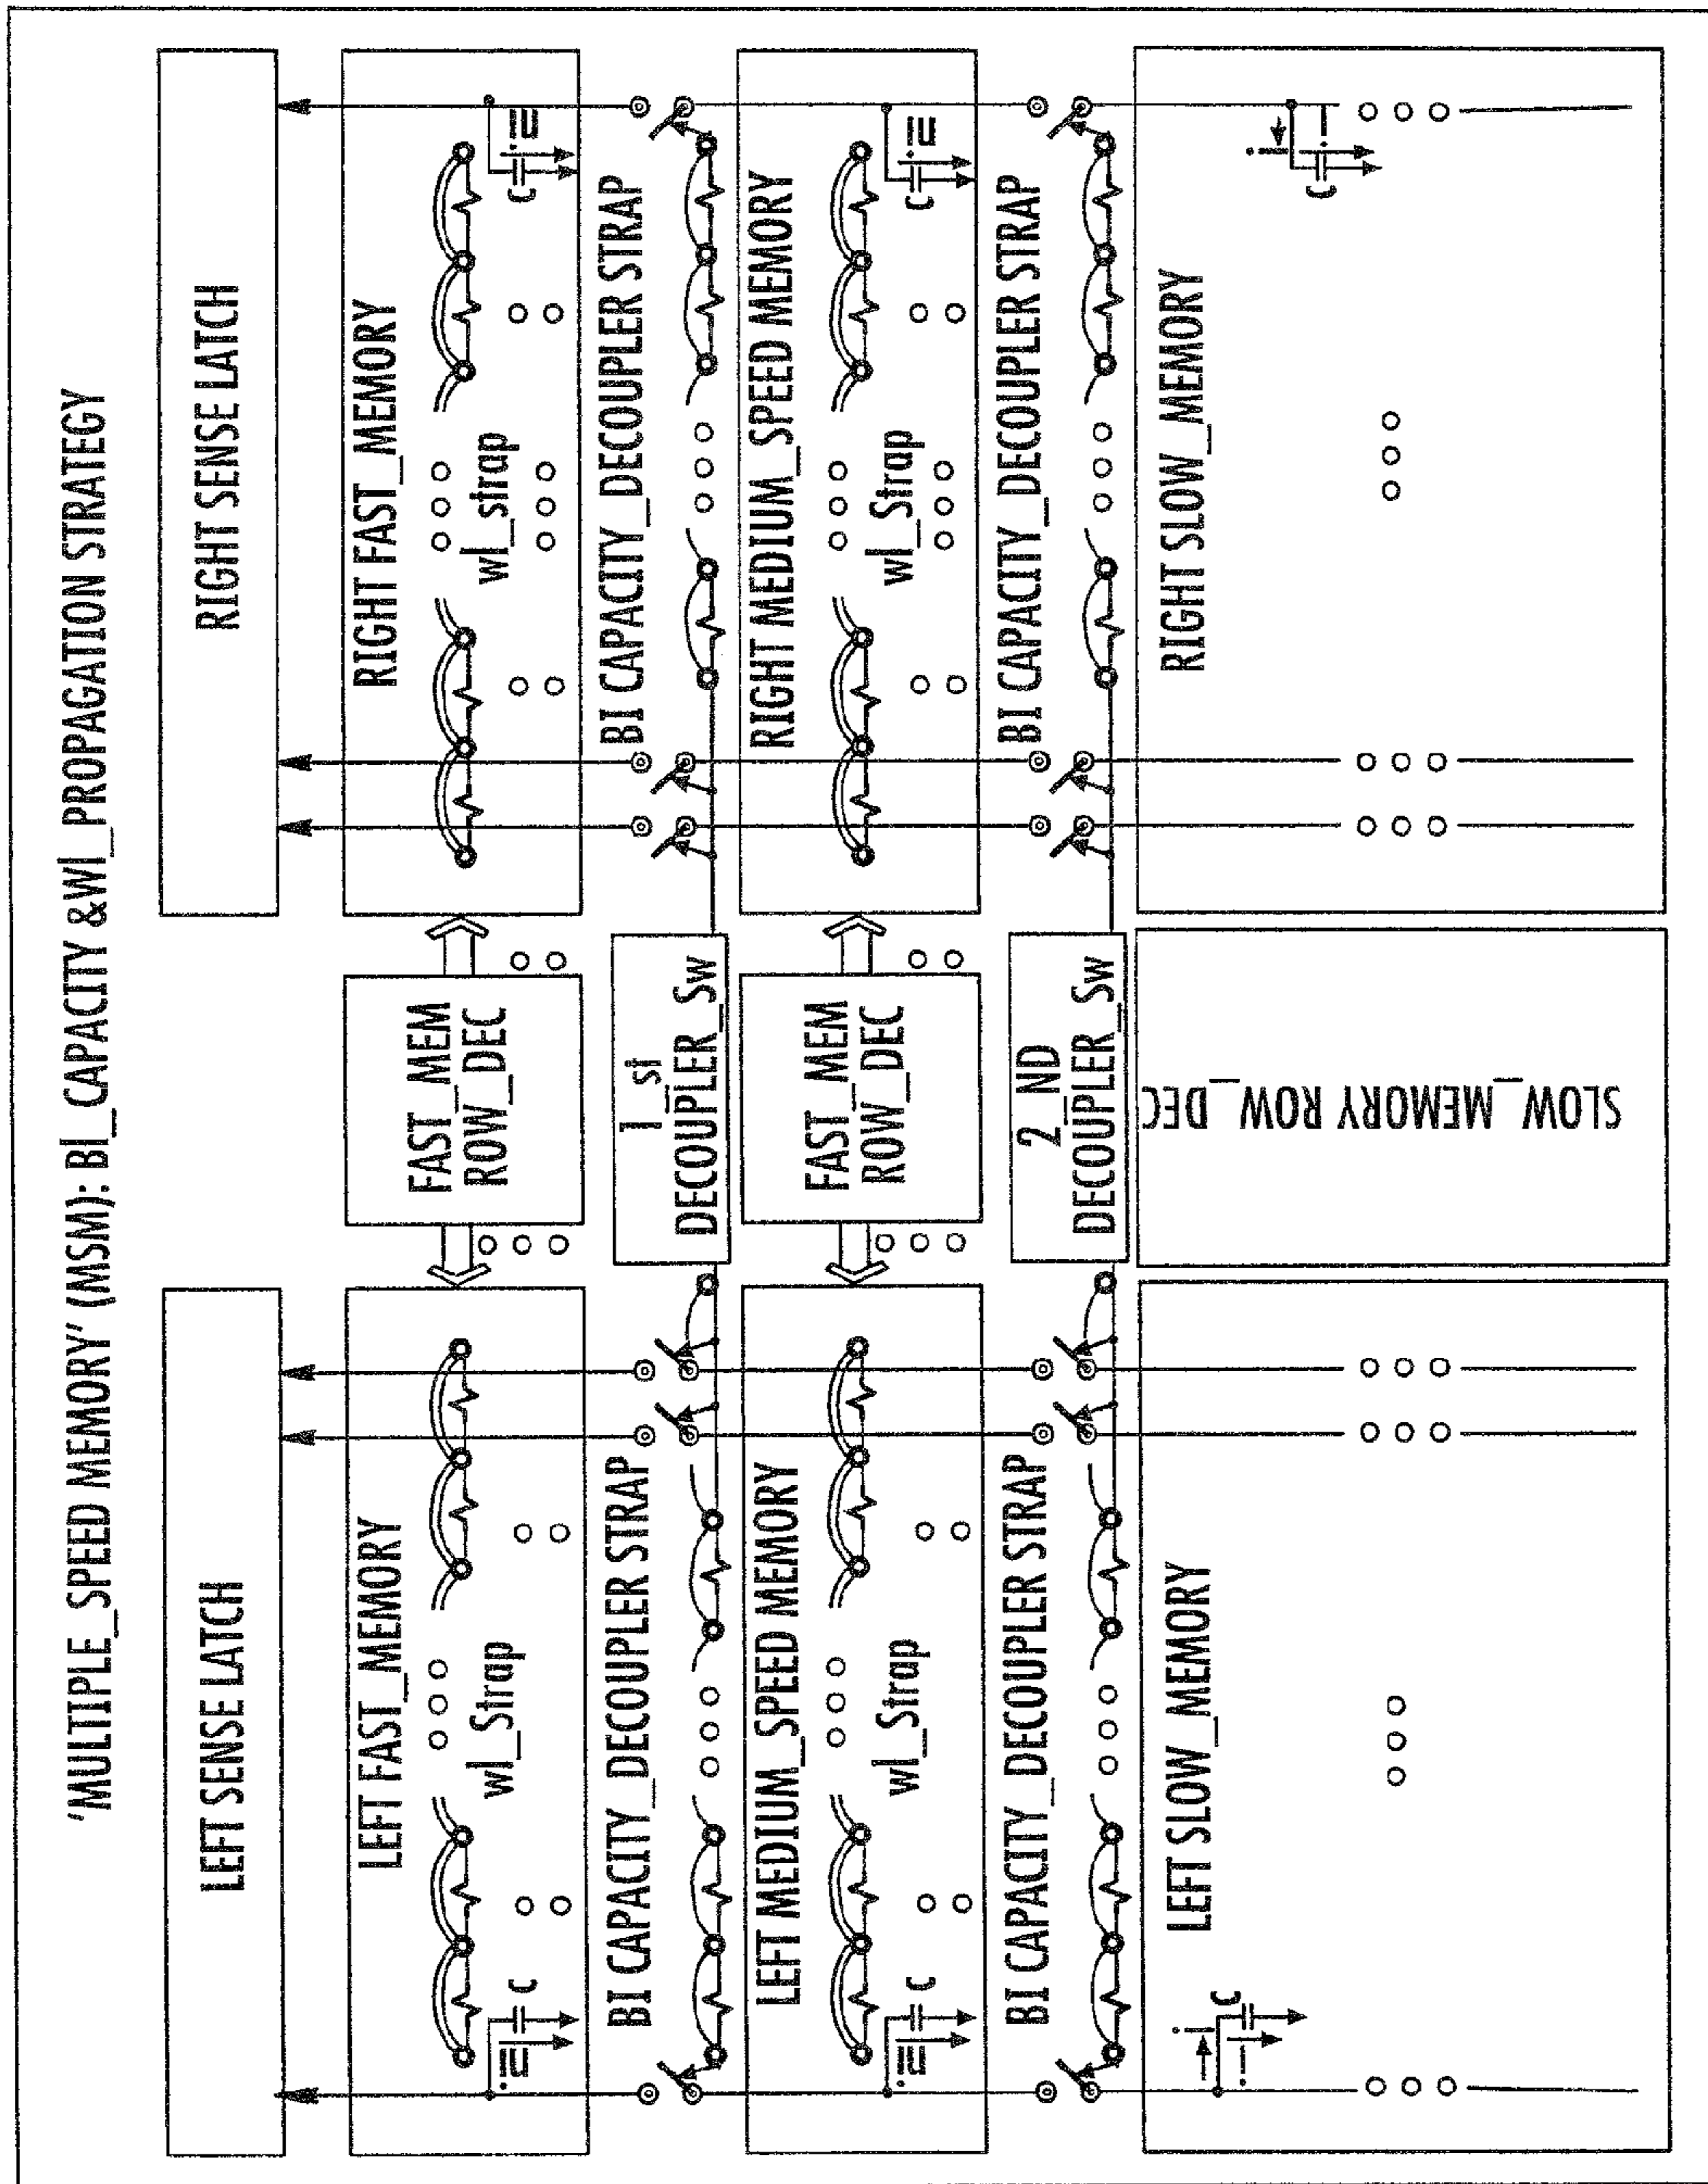 'MULTIPLE_SPEED MEMORY' (MSM): BI_CAPACITY &WI_PROPAGATION STRATEGY
LEFT SENSE LATCH
RIGHT SENSE LATCH
LEFT FAST_MEMORY
wl_Strap
C
FAST_MEM
ROW_DEC
RIGHT FAST_MEMORY
wl_strap
C
BI CAPACITY_DECOUPLER STRAP
1_st
DECOUPLER_Sw
BI CAPACITY_DECOUPLER STRAP
LEFT MEDIUM_SPEED MEMORY
wl_Strap
C
FAST_MEM
ROW_DEC
RIGHT MEDIUM_SPEED MEMORY
wl_Strap
C
BI CAPACITY_DECOUPLER STRAP
2_ND
DECOUPLER_Sw
BI CAPACITY_DECOUPLER STRAP
LEFT SLOW_MEMORY
i
C
SLOW_MEMORY ROW_DEC
RIGHT SLOW_MEMORY
i
C